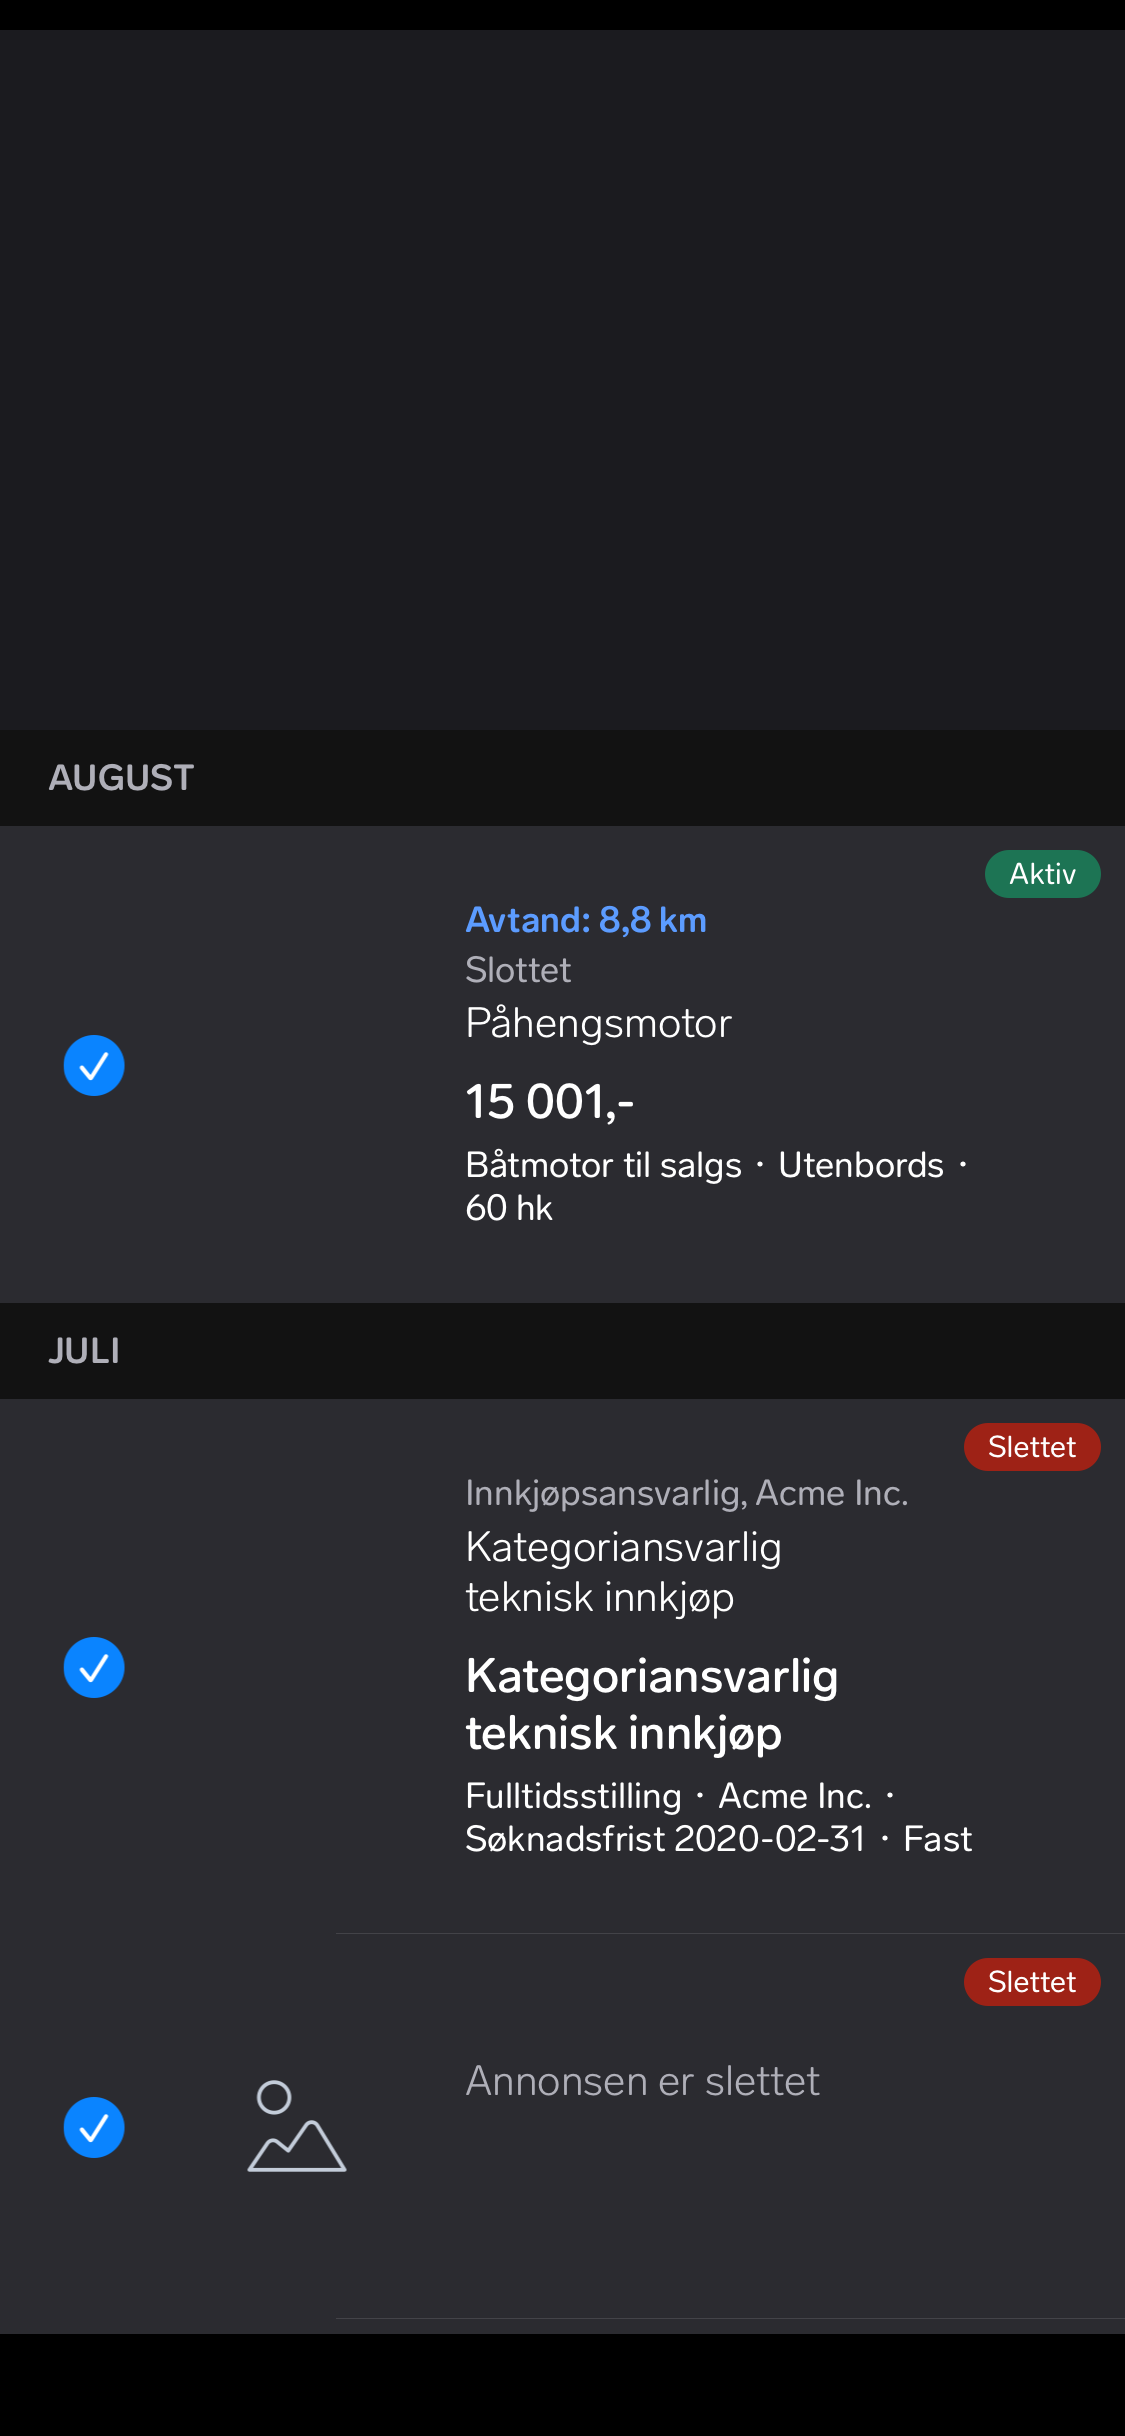 AUGUST
Aktiv
Avtand: 8,8 km
Slottet
Påhengsmotor
15 001,-
Båtmotor til salgs · Utenbords ·
60 hk
JULI
Slettet
Innkjøpsansvarlig, Acme Inc.
Kategoriansvarlig
teknisk innkjøp
Kategoriansvarlig
teknisk innkjøp
Fulltidsstilling · Acme Inc. ·
Søknadsfrist 2020-02-31 · Fast
Slettet
Annonsen er slettet